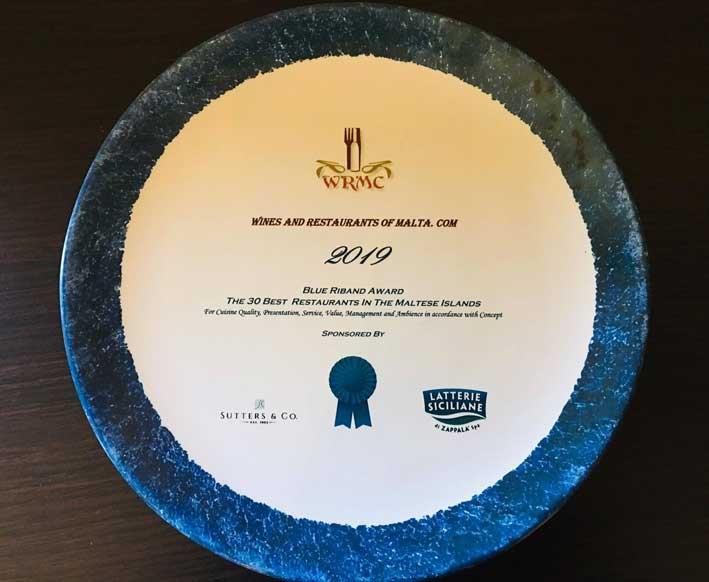 WRMC
WINES AND RESTAURANTS OF MALTA. COM
2019
BLUE RIBAND AWARD
THE 30 BEST RESTAURANTS IN THE MALTESE ISLANDS
For Cuisine Quality, Presentation, Service, Value, Management and Ambience in accordance with Concept
SPONSORED BY
SUTTERS & CO.
LATTERIE
SICILIANE
di ZAPPALA' Spa